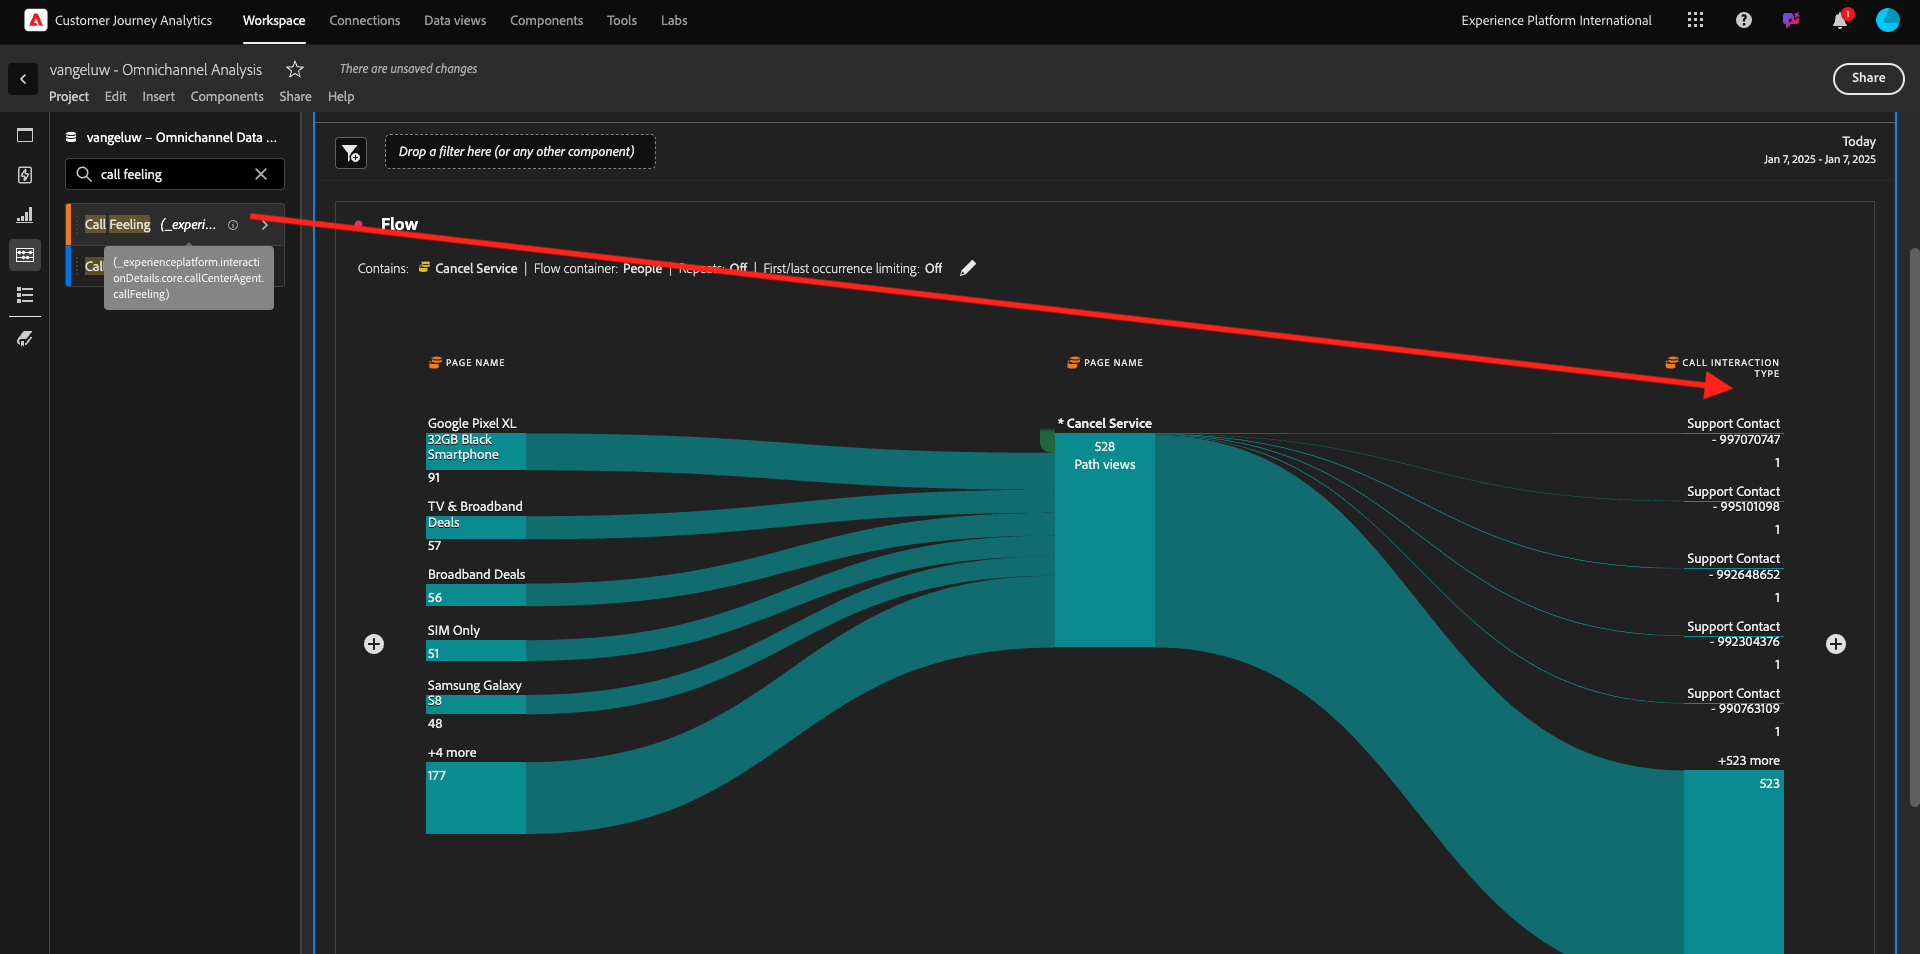 Customer Journey Analytics
Workspace
Connections
Data views
Components
Tools
Labs
Experience Platform International
1
vangeluw - Omnichannel Analysis
There are unsaved changes
Project
Edit
Insert
Components
Share
Help
Share
vangeluw – Omnichannel Data ...
call feeling
Call Feeling (_experi...
Call
(_experienceplatform.interacti
onDetails.core.callCenterAgent.
callFeeling)
Drop a filter here (or any other component)
Today
Jan 7, 2025 - Jan 7, 2025
Flow
Contains: Cancel Service | Flow container: People | Repeats: Off | First/last occurrence limiting: Off
PAGE NAME
PAGE NAME
CALL INTERACTION
TYPE
Google Pixel XL
32GB Black
Smartphone
91
TV & Broadband
Deals
57
Broadband Deals
56
SIM Only
51
Samsung Galaxy
S8
48
+4 more
177
* Cancel Service
528
Path views
Support Contact
- 997070747
1
Support Contact
- 995101098
1
Support Contact
- 992648652
1
Support Contact
- 992304376
1
Support Contact
- 990763109
1
+523 more
523